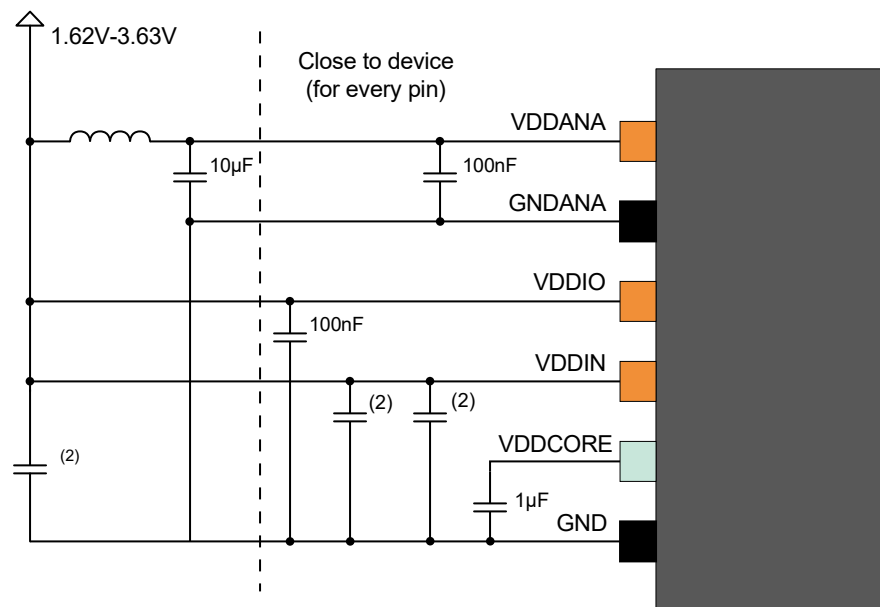 1.62V-3.63V
Close to device
(for every pin)
VDDANA
10µF
100nF
GNDANA
VDDIO
100nF
VDDIN
(2)
(2)
VDDCORE
(2)
1µF
GND